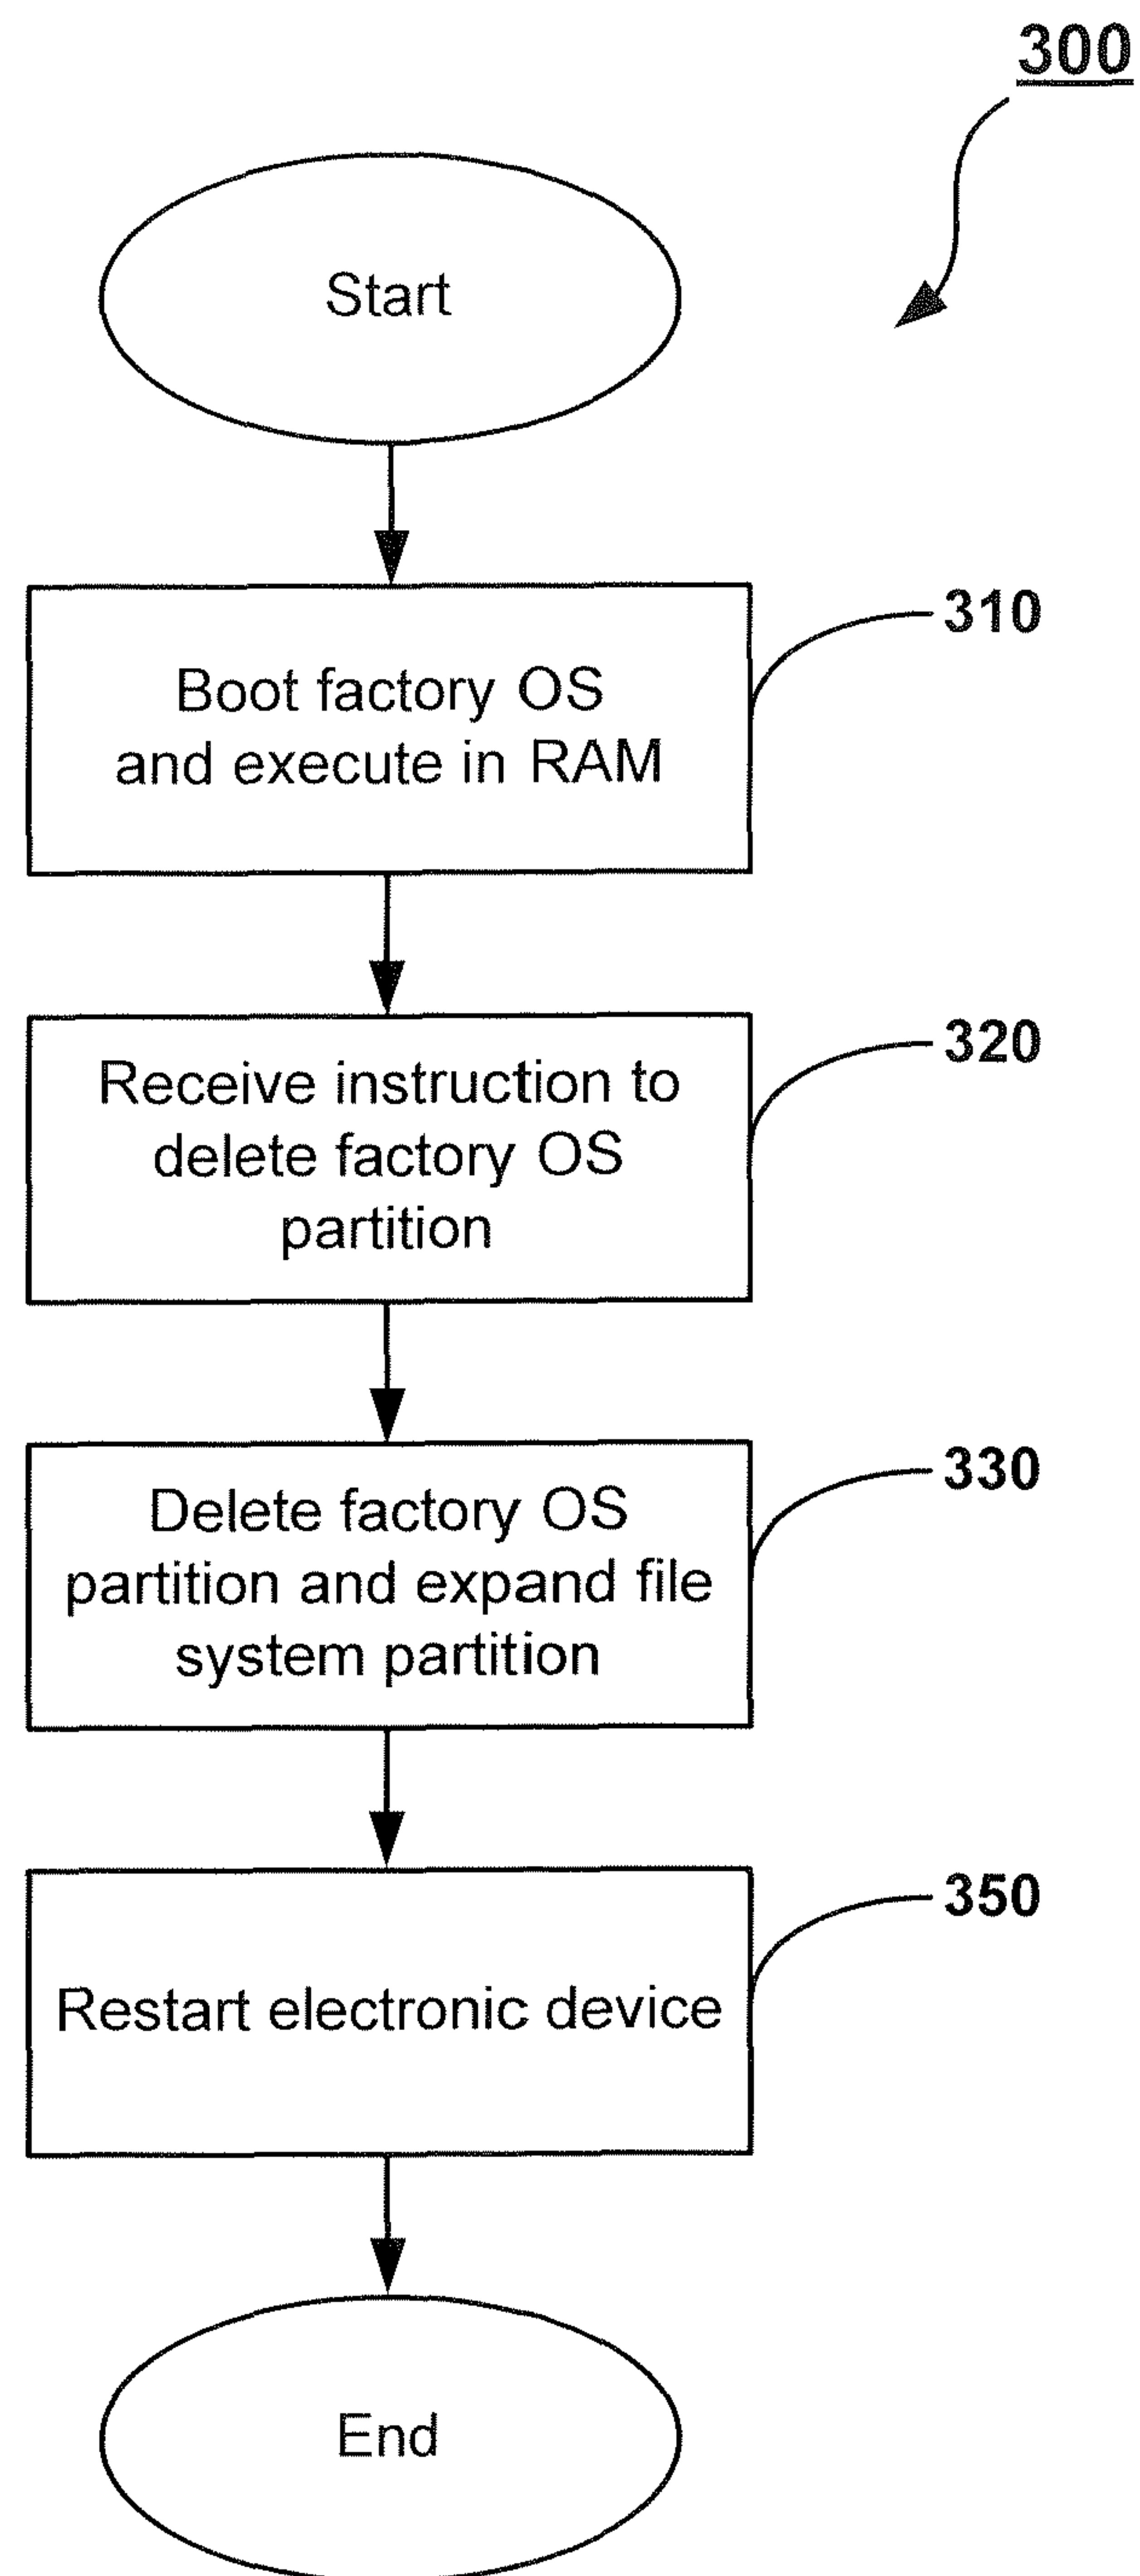 300
Start
310
Boot factory OS
and execute in RAM
320
Receive instruction to
delete factory OS
partition
330
Delete factory OS
partition and expand file
system partition
350
Restart electronic device
End